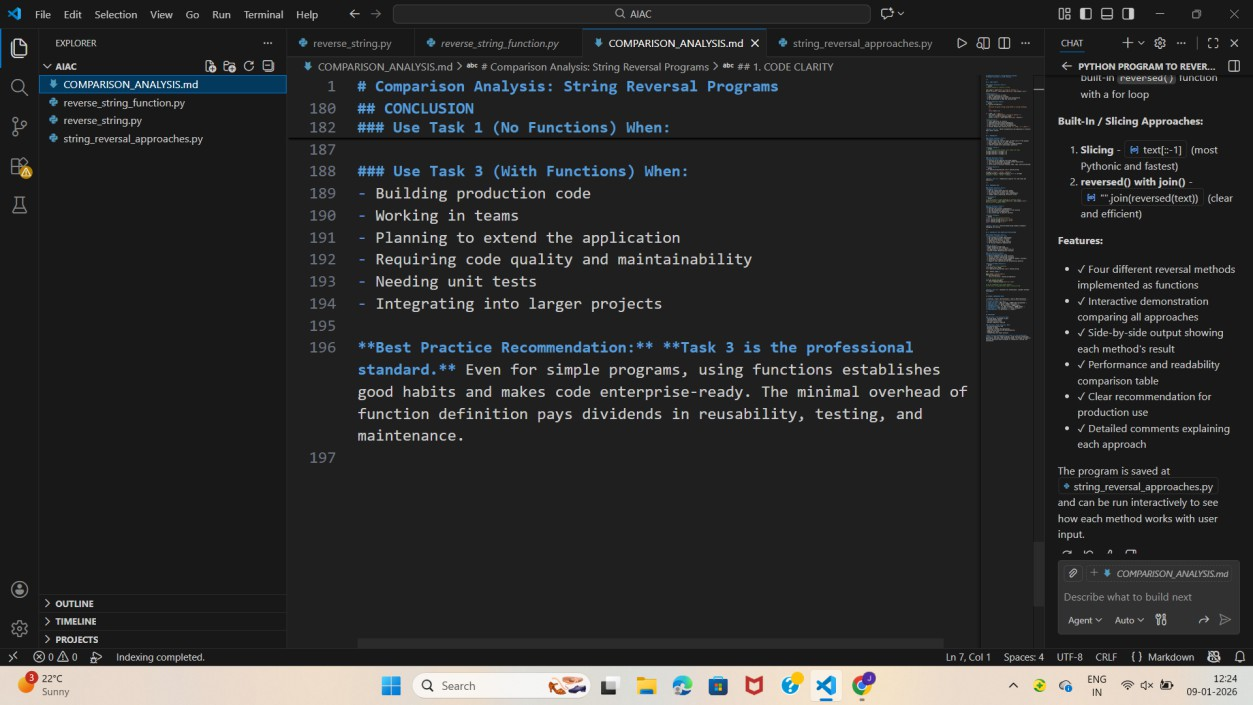 File Edit Selection View Go Run Terminal Help
AIAC
EXPLORER
AIAC
COMPARISON_ANALYSIS.md
reverse_string_function.py
reverse_string.py
string_reversal_approaches.py
OUTLINE
TIMELINE
PROJECTS
reverse_string.py
reverse_string_function.py
COMPARISON_ANALYSIS.md
string_reversal_approaches.py
COMPARISON_ANALYSIS.md > # Comparison Analysis: String Reversal Programs > ## 1. CODE CLARITY
1 # Comparison Analysis: String Reversal Programs
180 ## CONCLUSION
182 ### Use Task 1 (No Functions) When:
187
188 ### Use Task 3 (With Functions) When:
189 - Building production code
190 - Working in teams
191 - Planning to extend the application
192 - Requiring code quality and maintainability
193 - Needing unit tests
194 - Integrating into larger projects
195
196 **Best Practice Recommendation:** **Task 3 is the professional
standard.** Even for simple programs, using functions establishes
good habits and makes code enterprise-ready. The minimal overhead of
function definition pays dividends in reusability, testing, and
maintenance.
197
CHAT
PYTHON PROGRAM TO REVER...
built-in reversed() function
with a for loop
Built-In / Slicing Approaches:
1. Slicing - text[::-1] (most
Pythonic and fastest)
2. reversed() with join() -
"".join(reversed(text)) (clear
and efficient)
Features:
• ✓ Four different reversal methods
implemented as functions
• ✓ Interactive demonstration
comparing all approaches
• ✓ Side-by-side output showing
each method's result
• ✓ Performance and readability
comparison table
• ✓ Clear recommendation for
production use
• ✓ Detailed comments explaining
each approach
The program is saved at
string_reversal_approaches.py
and can be run interactively to see
how each method works with user
input.
COMPARISON_ANALYSIS.md
Describe what to build next
Agent Auto
0 0 Indexing completed.
Ln 7, Col 1 Spaces: 4 UTF-8 CRLF {} Markdown
3
22°C
Sunny
Search
J
ENG
IN
12:24
09-01-2026